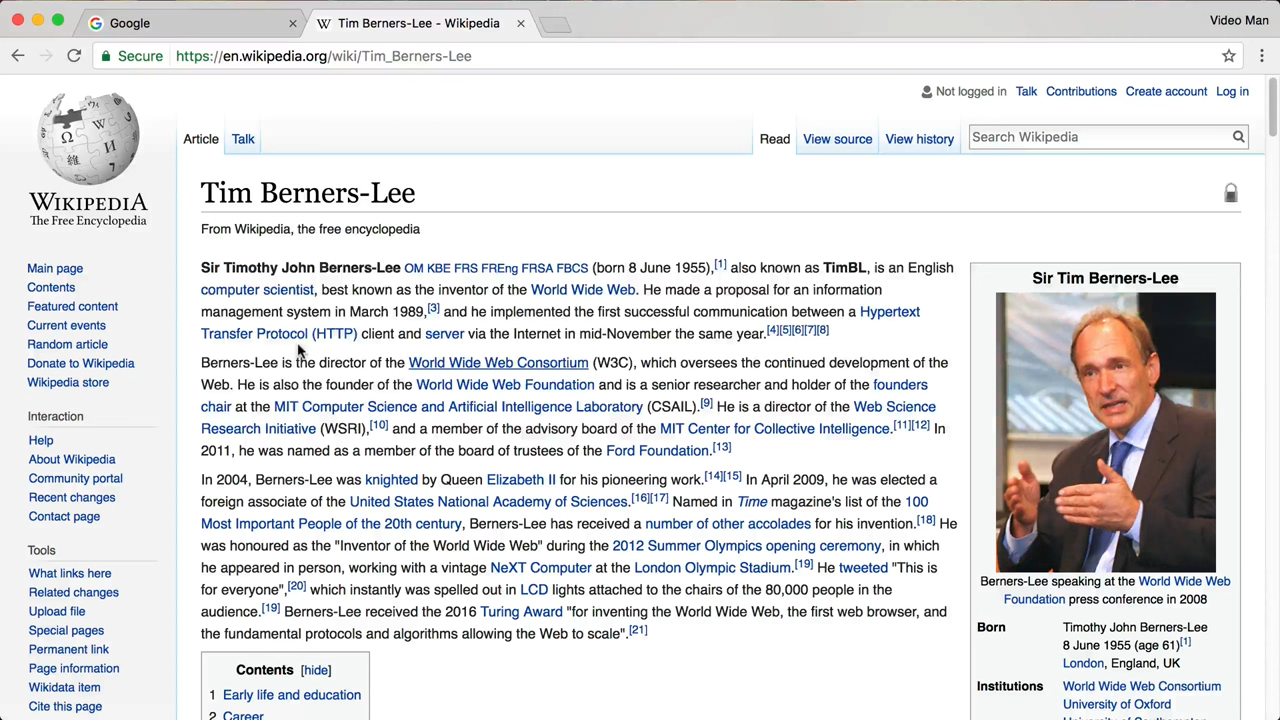 Google
Tim Berners-Lee - Wikipedia
Video Man
Secure https://en.wikipedia.org/wiki/Tim_Berners-Lee
Not logged in Talk Contributions Create account Log in
Article Talk Read View source View history Search Wikipedia
WIKIPEDIA
The Free Encyclopedia
Main page
Contents
Featured content
Current events
Random article
Donate to Wikipedia
Wikipedia store
Interaction
Help
About Wikipedia
Community portal
Recent changes
Contact page
Tools
What links here
Related changes
Upload file
Special pages
Permanent link
Page information
Wikidata item
Cite this page
Tim Berners-Lee
From Wikipedia, the free encyclopedia
Sir Timothy John Berners-Lee OM KBE FRS FREng FRSA FBCS (born 8 June 1955),[1] also known as TimBL, is an English
computer scientist, best known as the inventor of the World Wide Web. He made a proposal for an information
management system in March 1989,[3] and he implemented the first successful communication between a Hypertext
Transfer Protocol (HTTP) client and server via the Internet in mid-November the same year.[4][5][6][7][8]
Berners-Lee is the director of the World Wide Web Consortium (W3C), which oversees the continued development of the
Web. He is also the founder of the World Wide Web Foundation and is a senior researcher and holder of the founders
chair at the MIT Computer Science and Artificial Intelligence Laboratory (CSAIL).[9] He is a director of the Web Science
Research Initiative (WSRI),[10] and a member of the advisory board of the MIT Center for Collective Intelligence.[11][12] In
2011, he was named as a member of the board of trustees of the Ford Foundation.[13]
In 2004, Berners-Lee was knighted by Queen Elizabeth II for his pioneering work.[14][15] In April 2009, he was elected a
foreign associate of the United States National Academy of Sciences.[16][17] Named in Time magazine's list of the 100
Most Important People of the 20th century, Berners-Lee has received a number of other accolades for his invention.[18] He
was honoured as the "Inventor of the World Wide Web" during the 2012 Summer Olympics opening ceremony, in which
he appeared in person, working with a vintage NeXT Computer at the London Olympic Stadium.[19] He tweeted "This is
for everyone",[20] which instantly was spelled out in LCD lights attached to the chairs of the 80,000 people in the
audience.[19] Berners-Lee received the 2016 Turing Award "for inventing the World Wide Web, the first web browser, and
the fundamental protocols and algorithms allowing the Web to scale".[21]
Contents [hide]
1 Early life and education
2 Career
Sir Tim Berners-Lee
Berners-Lee speaking at the World Wide Web
Foundation press conference in 2008
Born Timothy John Berners-Lee
8 June 1955 (age 61)[1]
London, England, UK
Institutions World Wide Web Consortium
University of Oxford